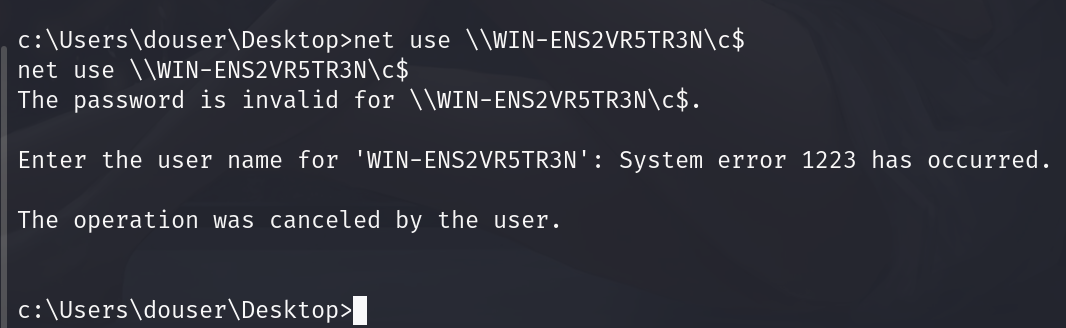 c:\Users\douser\Desktop>net use \\WIN-ENS2VR5TR3N\c$
net use \\WIN-ENS2VR5TR3N\c$
The password is invalid for \\WIN-ENS2VR5TR3N\c$.
Enter the user name for 'WIN-ENS2VR5TR3N': System error 1223 has occurred.
The operation was canceled by the user.
c:\Users\douser\Desktop>